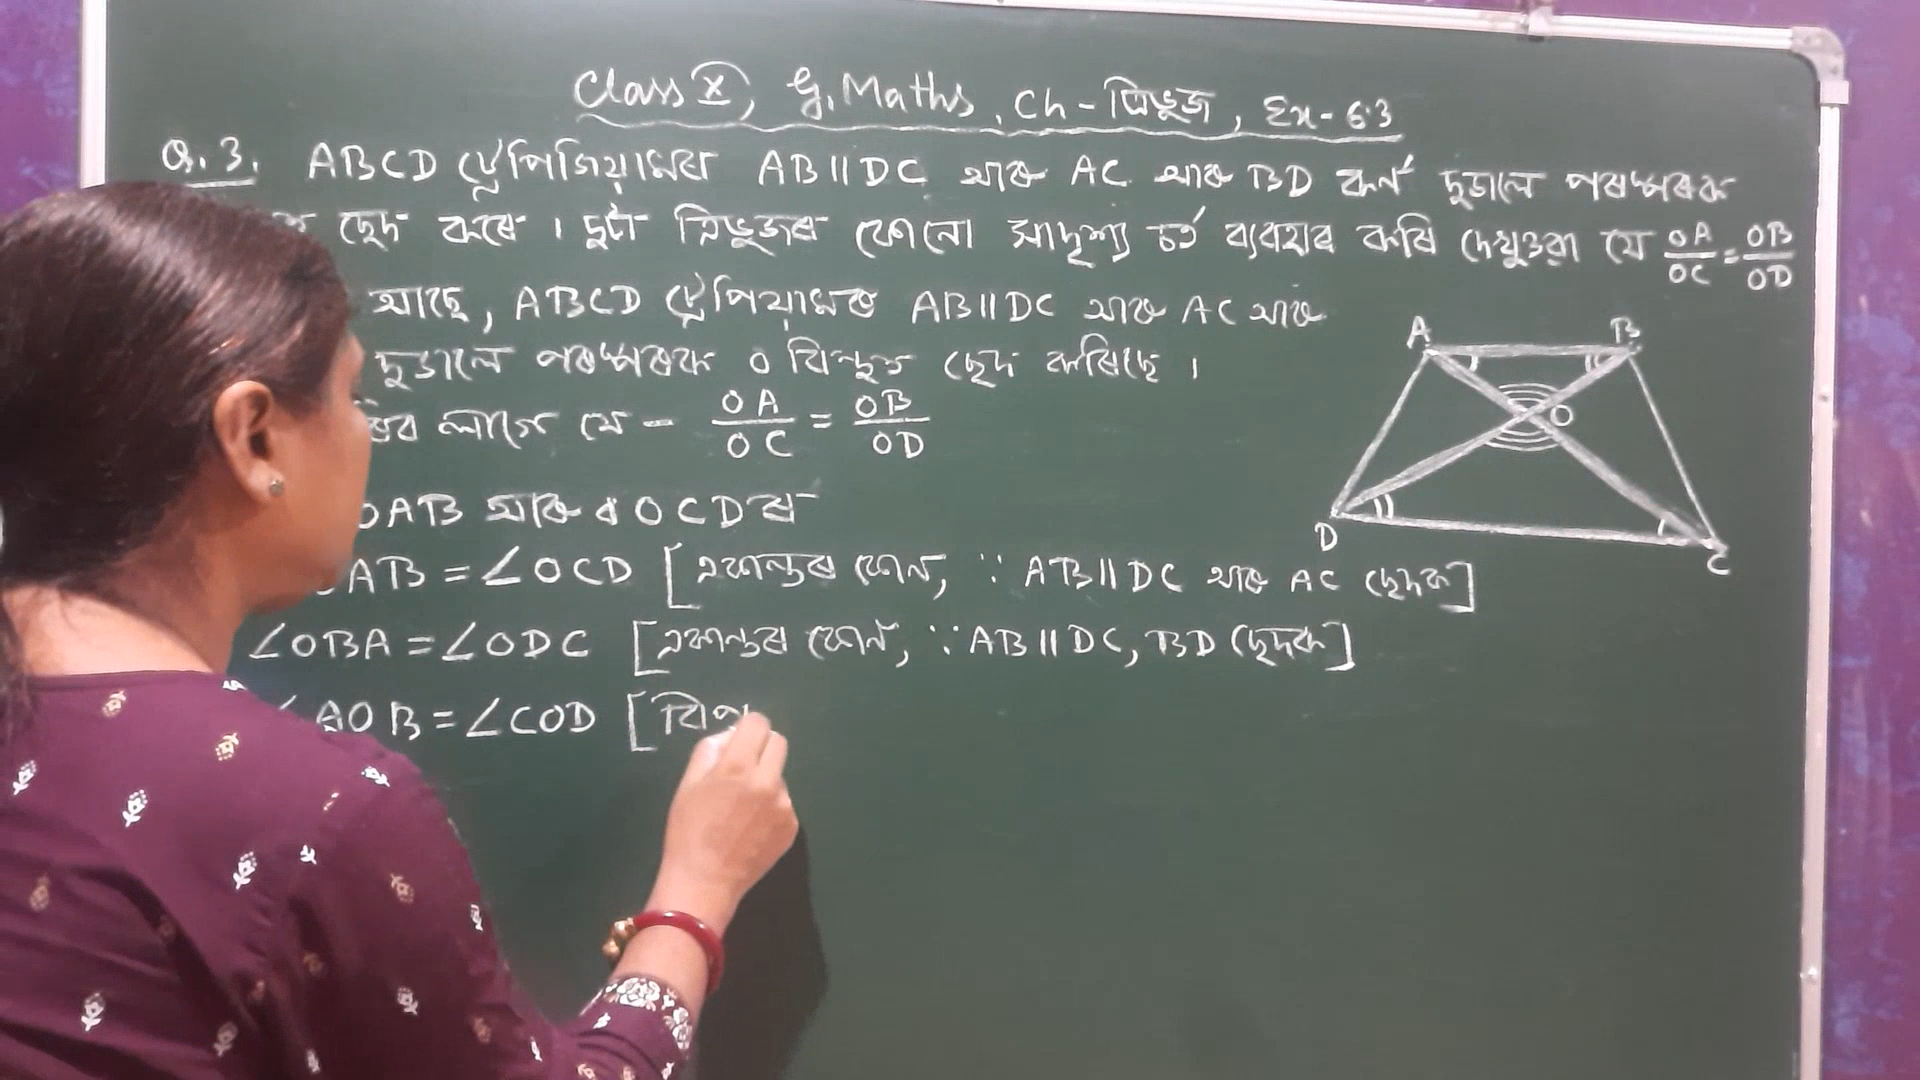 Class X, G. Maths, Ch - ত্ৰিভূজ, Ex - 6.3
Q. 3. ABCD ট্ৰেপিজিয়ামৰ AB || DC আৰু AC আৰু BD কৰ্ণ দুডালে পৰস্পৰক
ছেদ কৰে। দুটা ত্ৰিভূজৰ কোনো সাদৃশ্য চৰ্ত ব্যবহাৰ কৰি দেখুওৱা যে OA/OC = OB/OD
আছে, ABCD ট্ৰেপিয়ামৰ AB || DC আৰু AC আৰু
দুডালে পৰস্পৰক O বিন্দুত ছেদ কৰিছে।
লাগে যে - OA/OC = OB/OD
OAB আৰু OCD ৰ
AB = ∠OCD [একান্তৰ কোণ, ∵ AB || DC আৰু AC ছেদক]
∠OBA = ∠ODC [একান্তৰ কোণ, ∵ AB || DC, BD ছেদক]
∠AOB = ∠COD [বিপ
A B
O
D C